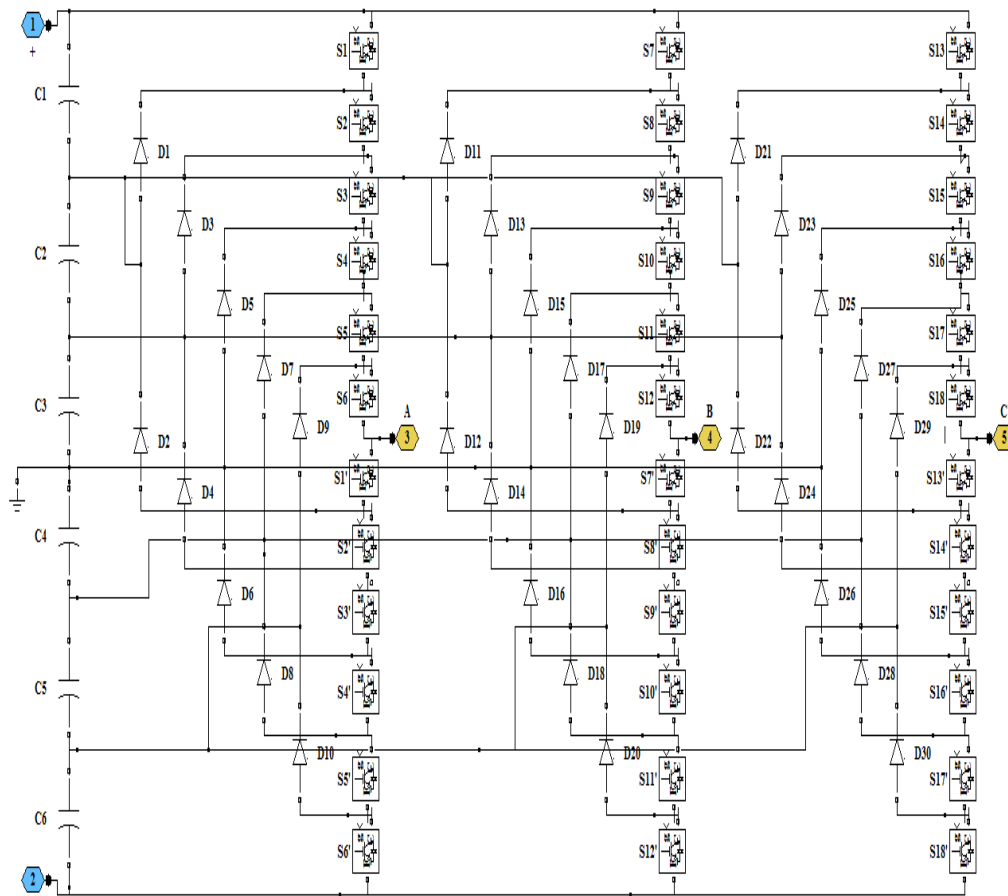 1
+
C1
C2
C3
C4
C5
C6
2
D1
D2
D3
D4
D5
D6
D7
D8
D9
D10
S1
S2
S3
S4
S5
S6
A
3
S1'
S2'
S3'
S4'
S5'
S6'
D11
D12
D13
D14
D15
D16
D17
D18
D19
D20
S7
S8
S9
S10
S11
S12
B
4
S7'
S8'
S9'
S10'
S11'
S12'
D21
D22
D23
D24
D25
D26
D27
D28
D29
D30
S13
S14
S15
S16
S17
S18
C
5
S13'
S14'
S15'
S16'
S17'
S18'